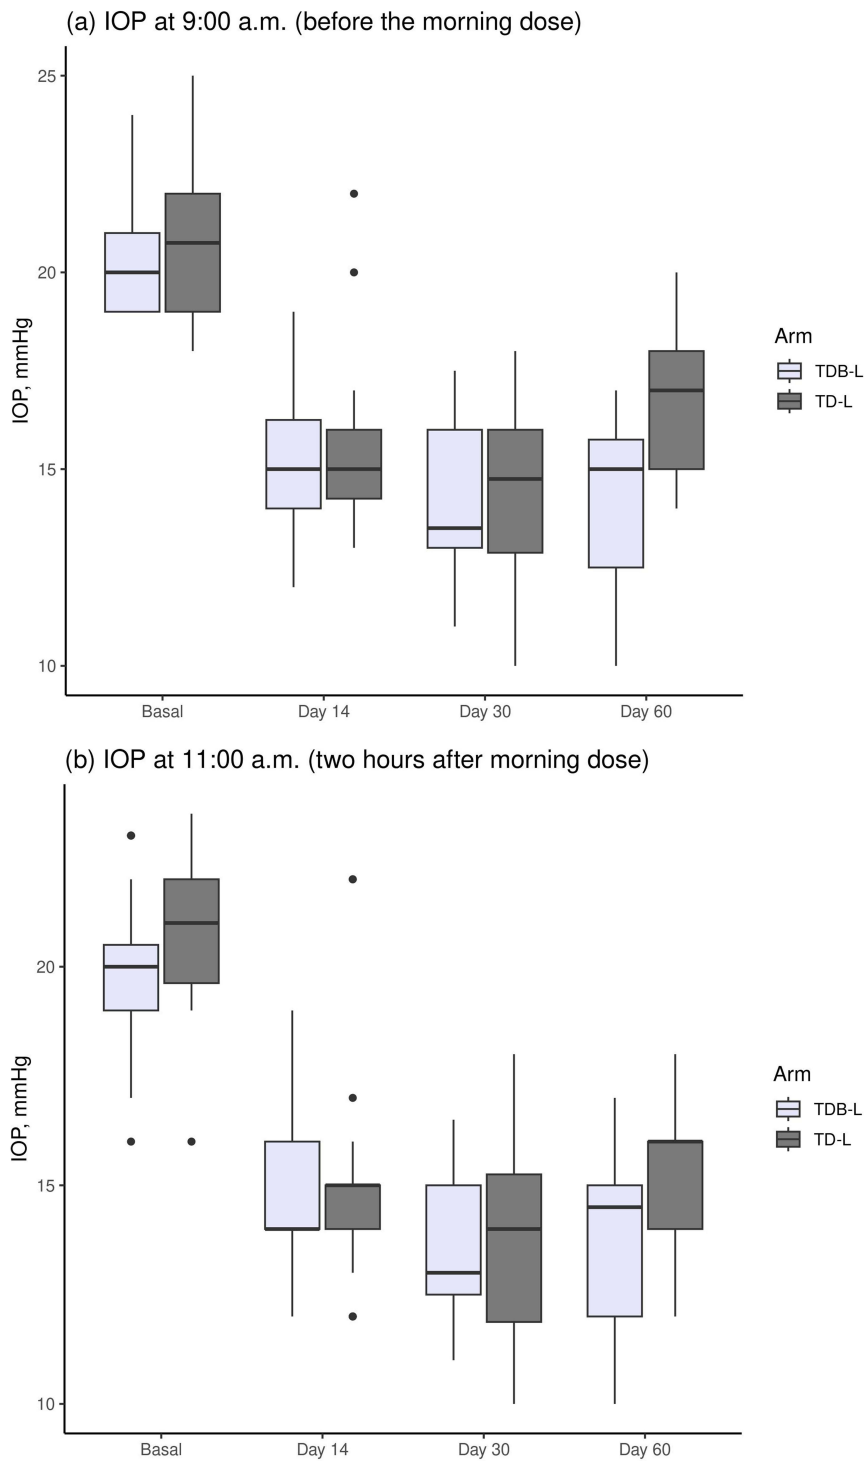 (a) IOP at 9:00 a.m. (before the morning dose)
25
20
15
10
IOP, mmHg
Basal
Day 14
Day 30
Day 60
Arm
TDB-L
TD-L
(b) IOP at 11:00 a.m. (two hours after morning dose)
20
15
10
IOP, mmHg
Basal
Day 14
Day 30
Day 60
Arm
TDB-L
TD-L